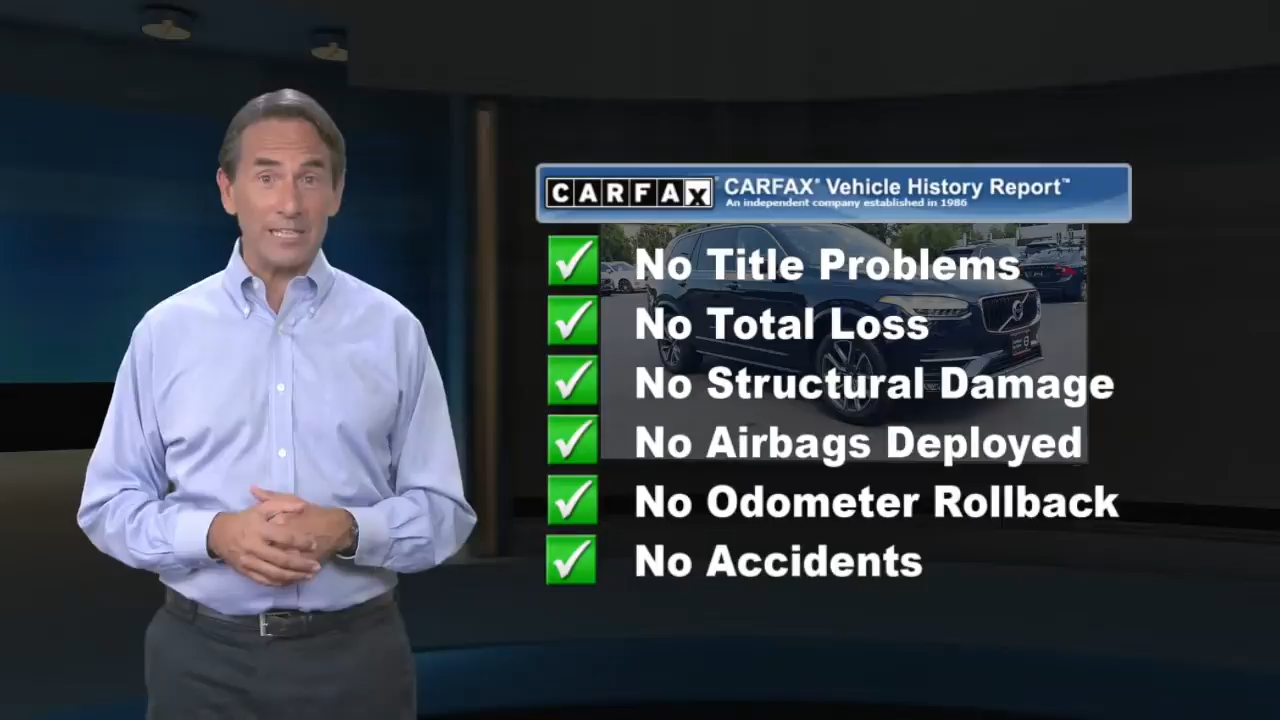 CARFAX
CARFAX® Vehicle History Report™
An independent company established in 1986
No Title Problems
No Total Loss
No Structural Damage
No Airbags Deployed
No Odometer Rollback
No Accidents